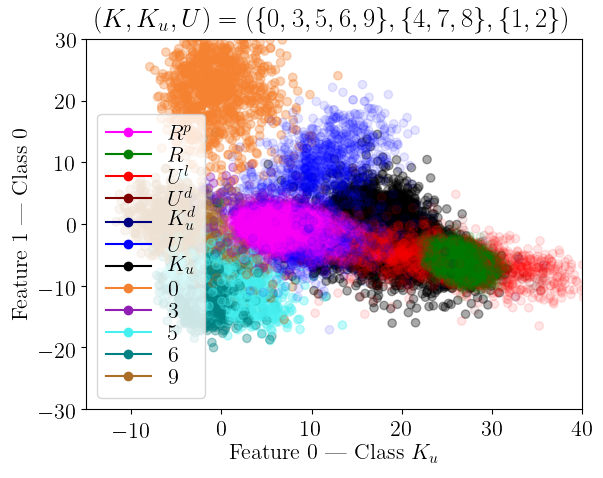 (K, K_u, U) = ({0, 3, 5, 6, 9}, {4, 7, 8}, {1, 2})
30
20
10
0
−10
−20
−30
Feature 1 — Class 0
R^p
R
U^l
U^d
K_u^d
U
K_u
0
3
5
6
9
−10 0 10 20 30 40
Feature 0 — Class K_u